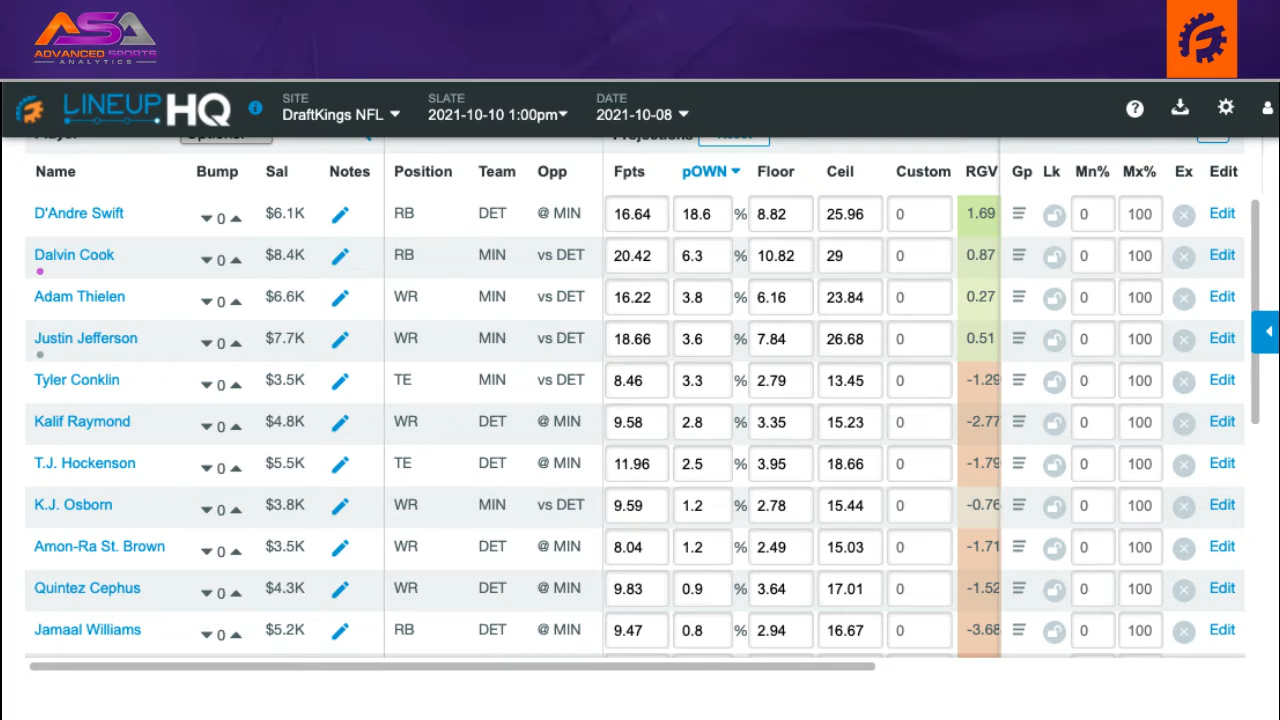 ASA
ADVANCED SPORTS
ANALYTICS
LINEUPHQ
SITE SLATE DATE
DraftKings NFL 2021-10-10 1:00pm 2021-10-08
Name Bump Sal Notes Position Team Opp Fpts pOWN Floor Ceil Custom RGV Gp Lk Mn% Mx% Ex Edit
D'Andre Swift 0 $6.1K RB DET @ MIN 16.64 18.6 % 8.82 25.96 0 1.69 0 100 Edit
Dalvin Cook 0 $8.4K RB MIN vs DET 20.42 6.3 % 10.82 29 0 0.87 0 100 Edit
Adam Thielen 0 $6.6K WR MIN vs DET 16.22 3.8 % 6.16 23.84 0 0.27 0 100 Edit
Justin Jefferson 0 $7.7K WR MIN vs DET 18.66 3.6 % 7.84 26.68 0 0.51 0 100 Edit
Tyler Conklin 0 $3.5K TE MIN vs DET 8.46 3.3 % 2.79 13.45 0 -1.29 0 100 Edit
Kalif Raymond 0 $4.8K WR DET @ MIN 9.58 2.8 % 3.35 15.23 0 -2.77 0 100 Edit
T.J. Hockenson 0 $5.5K TE DET @ MIN 11.96 2.5 % 3.95 18.66 0 -1.79 0 100 Edit
K.J. Osborn 0 $3.8K WR MIN vs DET 9.59 1.2 % 2.78 15.44 0 -0.76 0 100 Edit
Amon-Ra St. Brown 0 $3.5K WR DET @ MIN 8.04 1.2 % 2.49 15.03 0 -1.71 0 100 Edit
Quintez Cephus 0 $4.3K WR DET @ MIN 9.83 0.9 % 3.64 17.01 0 -1.52 0 100 Edit
Jamaal Williams 0 $5.2K RB DET @ MIN 9.47 0.8 % 2.94 16.67 0 -3.68 0 100 Edit